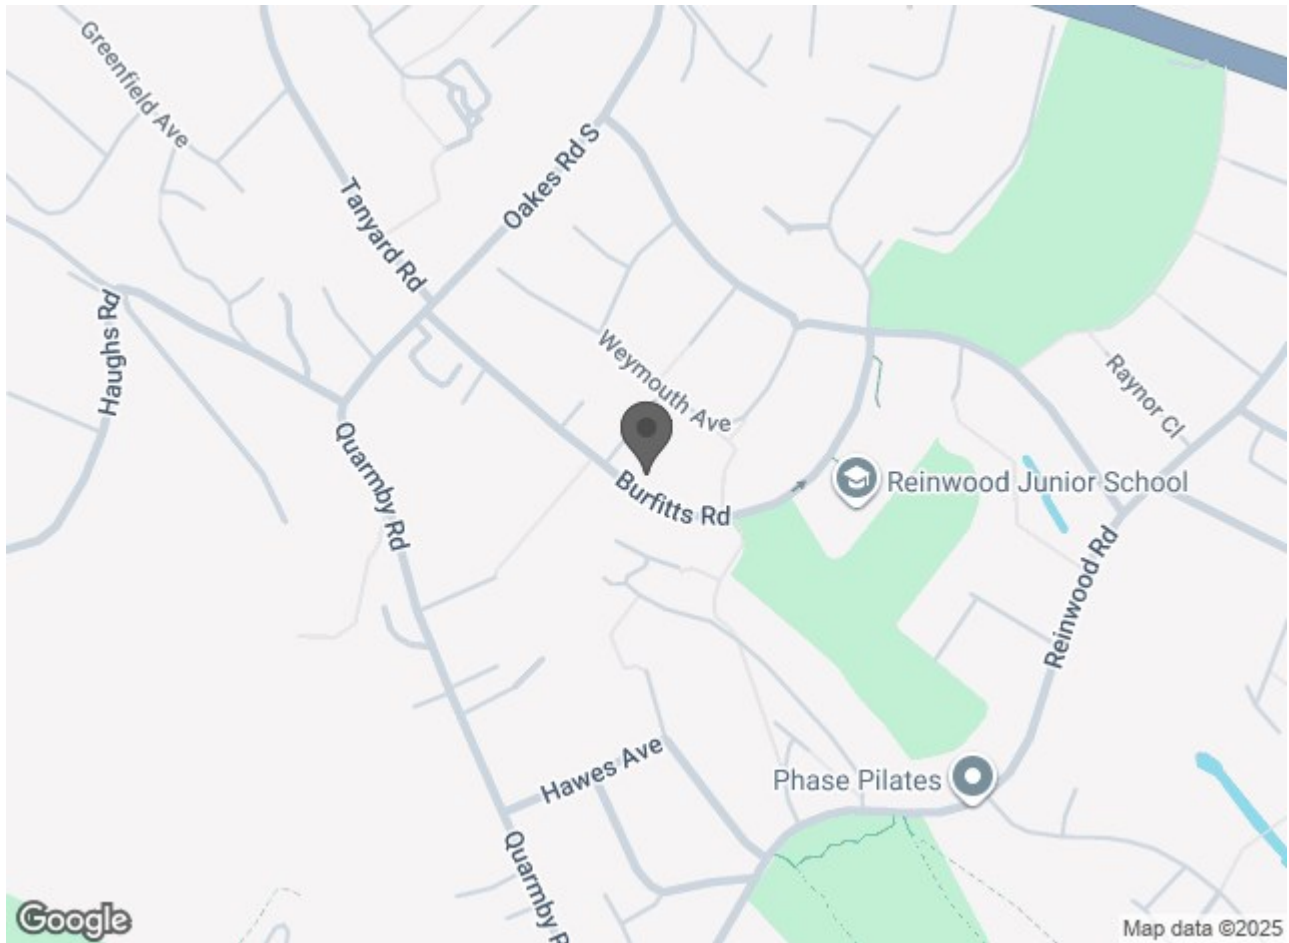 Greenfield Ave
Oakes Rd S
Tanyard Rd
Haughs Rd
Weymouth Ave
Raynor Cl
Quarmby Rd
Burfitts Rd
Reinwood Junior School
Reinwood Rd
Hawes Ave
Phase Pilates
Quarmby R
Google
Map data ©2025